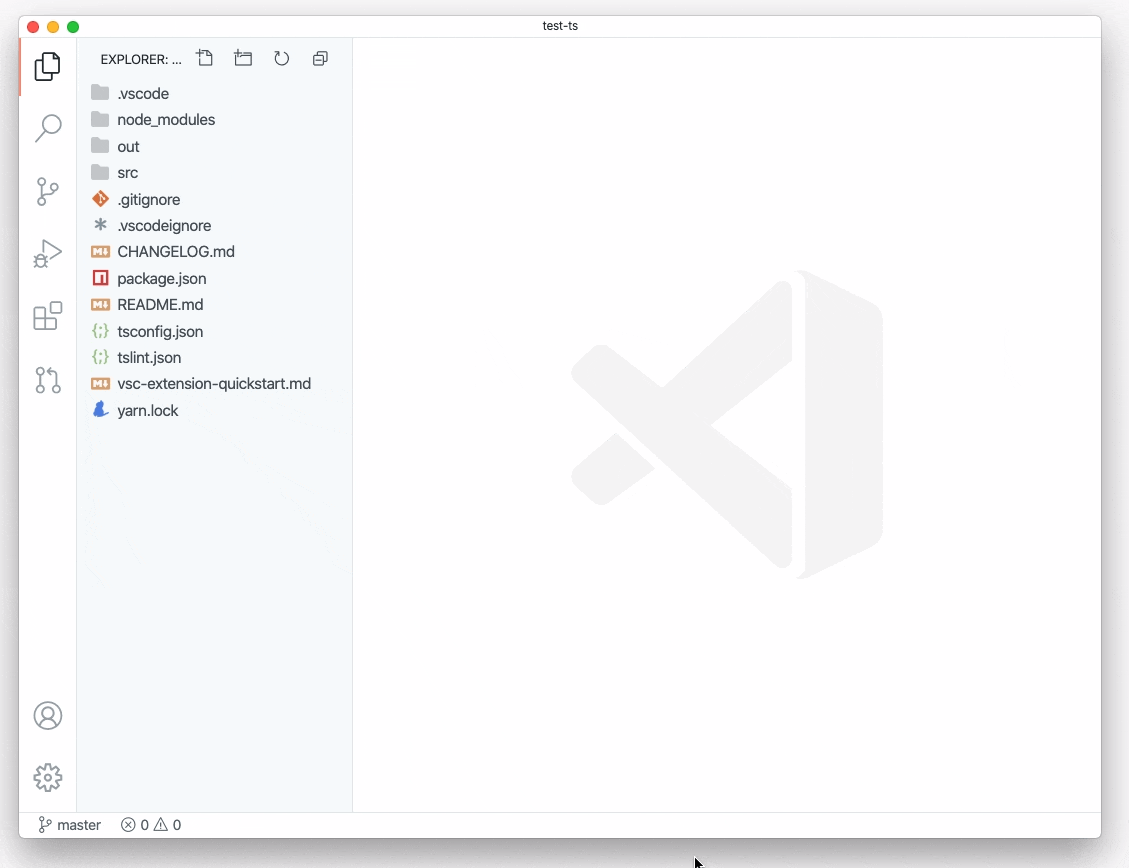 test-ts
EXPLORER: ...
.vscode
node_modules
out
src
.gitignore
.vscodeignore
CHANGELOG.md
package.json
README.md
tsconfig.json
tslint.json
vsc-extension-quickstart.md
yarn.lock
master 0 0